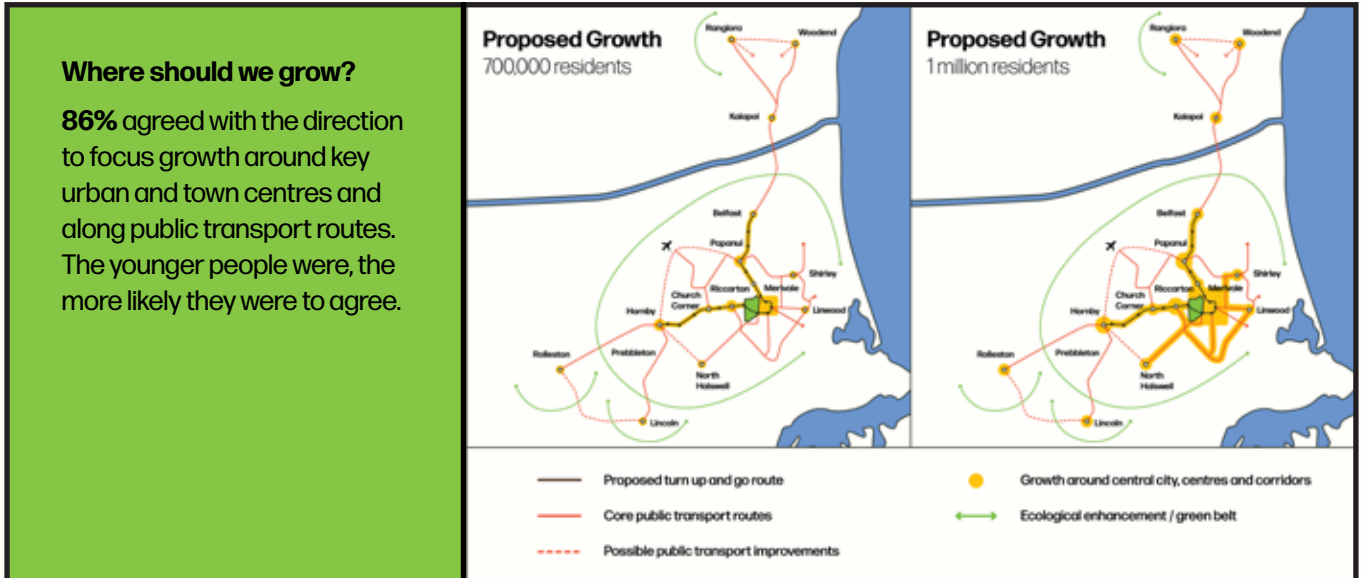 Where should we grow?
86% agreed with the direction
to focus growth around key
urban and town centres and
along public transport routes.
The younger people were, the
more likely they were to agree.
Proposed Growth
700,000 residents
Rangiora
Woodend
Kaiapoi
Belfast
Papanui
Shirley
Church
Corner
Riccarton
Merivale
Hornby
Linwood
Rolleston
Prebbleton
North
Halswell
Lincoln
Proposed Growth
1 million residents
Rangiora
Woodend
Kaiapoi
Belfast
Papanui
Shirley
Church
Corner
Riccarton
Merivale
Hornby
Linwood
Rolleston
Prebbleton
North
Halswell
Lincoln
Proposed turn up and go route
Core public transport routes
Possible public transport improvements
Growth around central city, centres and corridors
Ecological enhancement / green belt